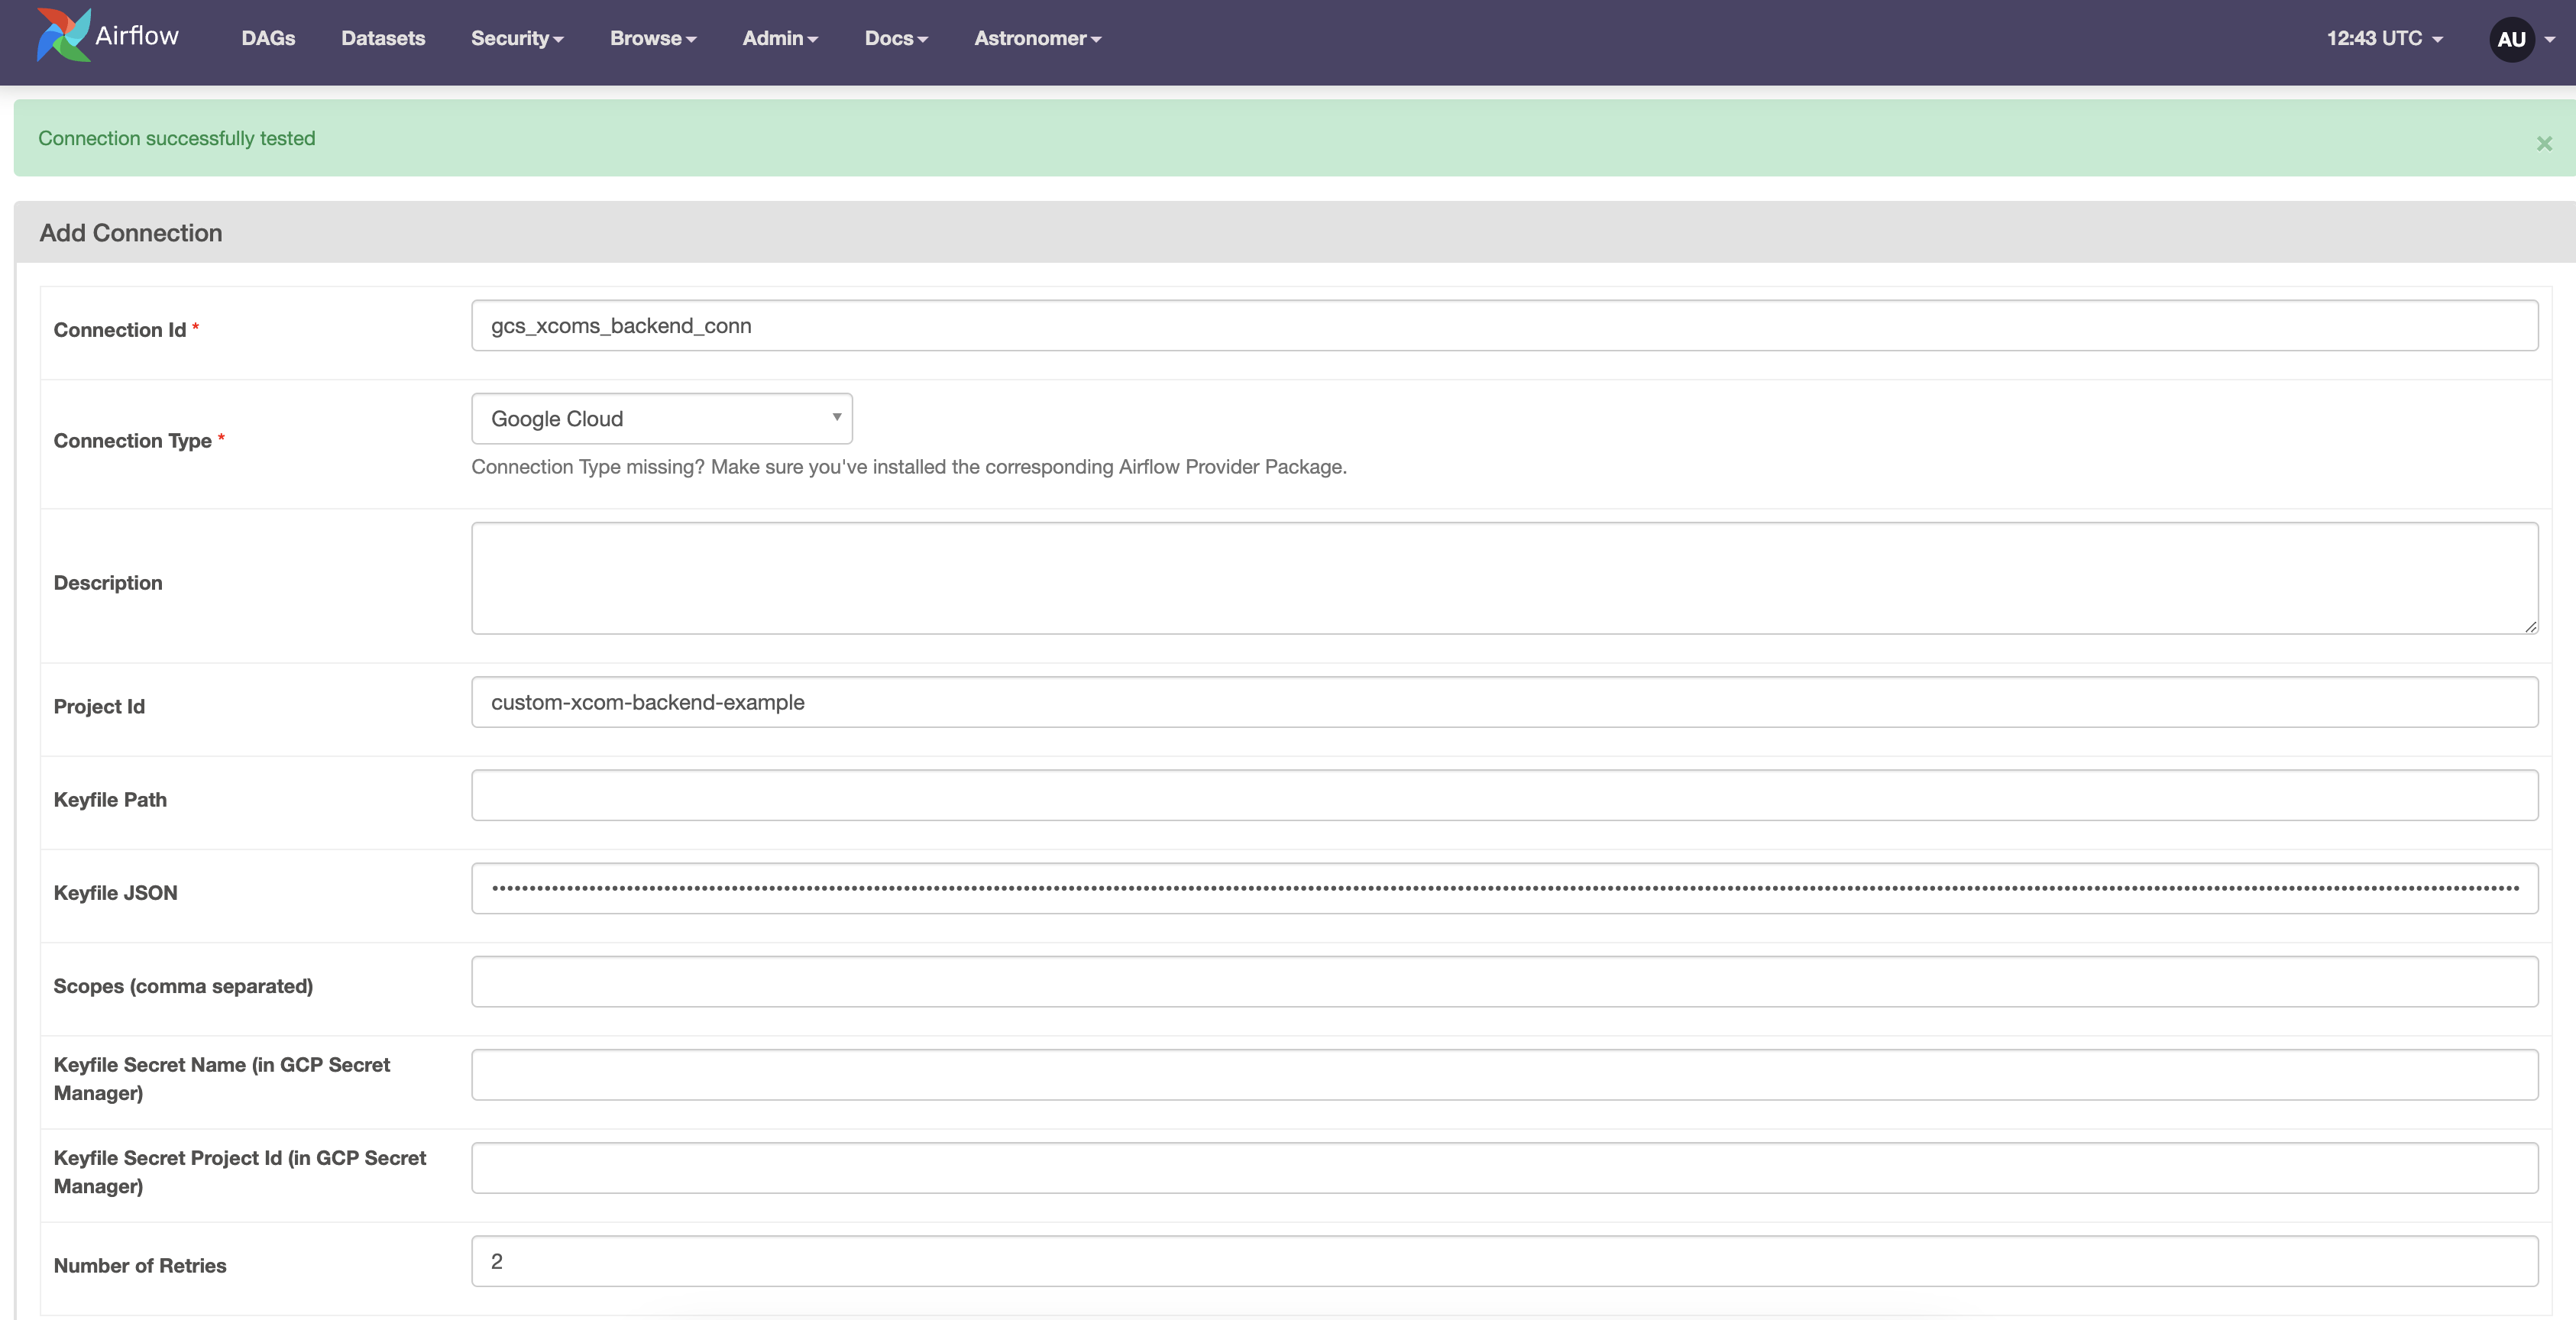 Airflow DAGs Datasets Security Browse Admin Docs Astronomer 12:43 UTC AU
Connection successfully tested ×
Add Connection
Connection Id * gcs_xcoms_backend_conn
Connection Type * Google Cloud
Connection Type missing? Make sure you've installed the corresponding Airflow Provider Package.
Description
Project Id custom-xcom-backend-example
Keyfile Path
Keyfile JSON
Scopes (comma separated)
Keyfile Secret Name (in GCP Secret
Manager)
Keyfile Secret Project Id (in GCP Secret
Manager)
Number of Retries 2